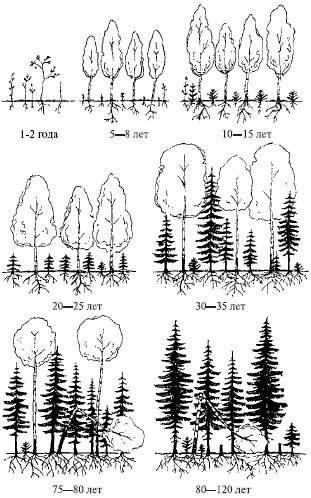 1-2 года
5—8 лет
10—15 лет
20—25 лет
30—35 лет
75—80 лет
80—120 лет